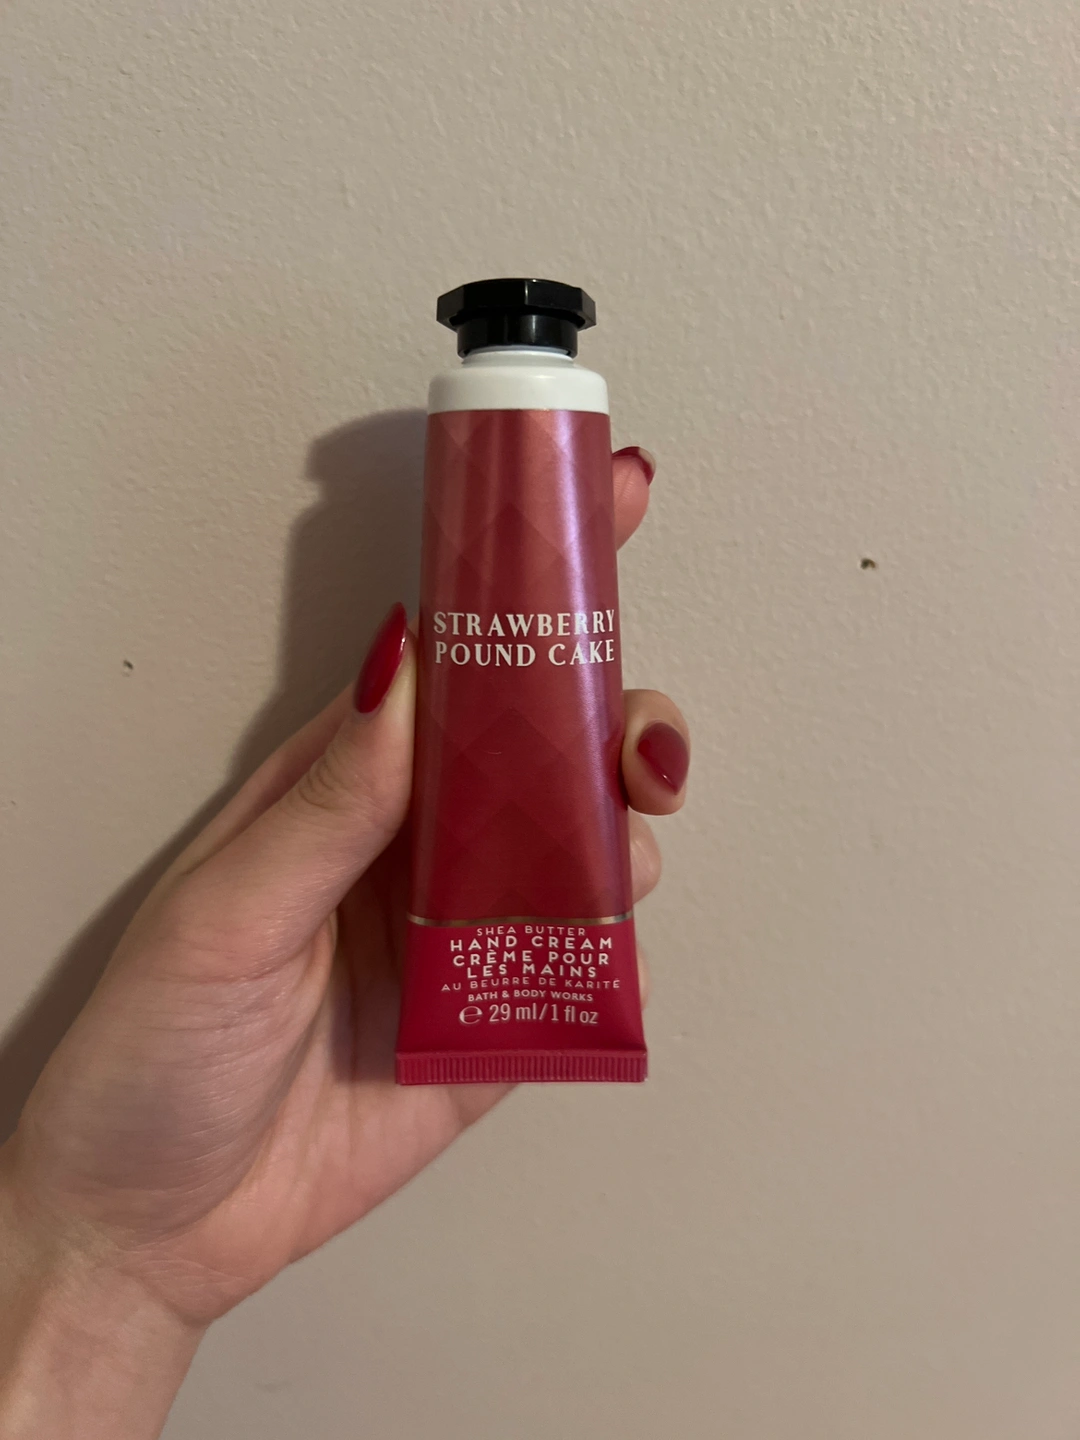 STRAWBERRY
POUND CAKE
SHEA BUTTER
HAND CREAM
CRÈME POUR
LES MAINS
AU BEURRE DE KARITÉ
BATH & BODY WORKS
℮ 29 ml/1 fl oz